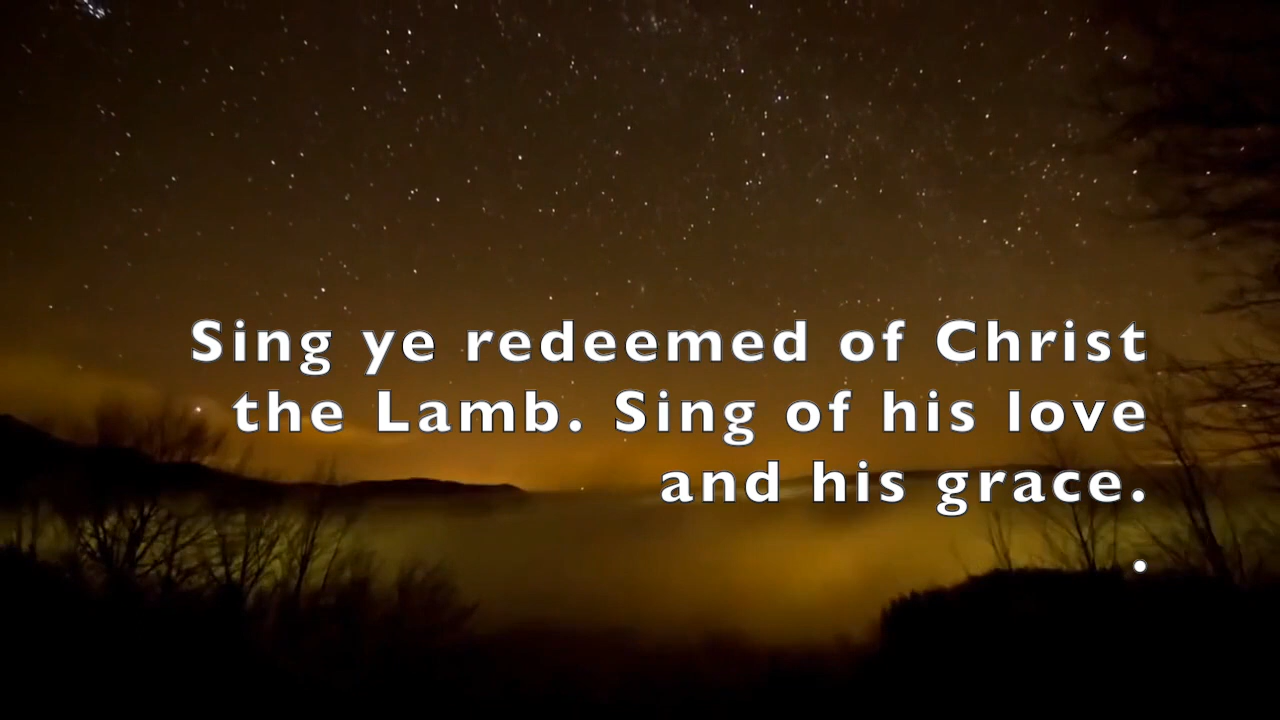 Sing ye redeemed of Christ
the Lamb. Sing of his love
and his grace.
.